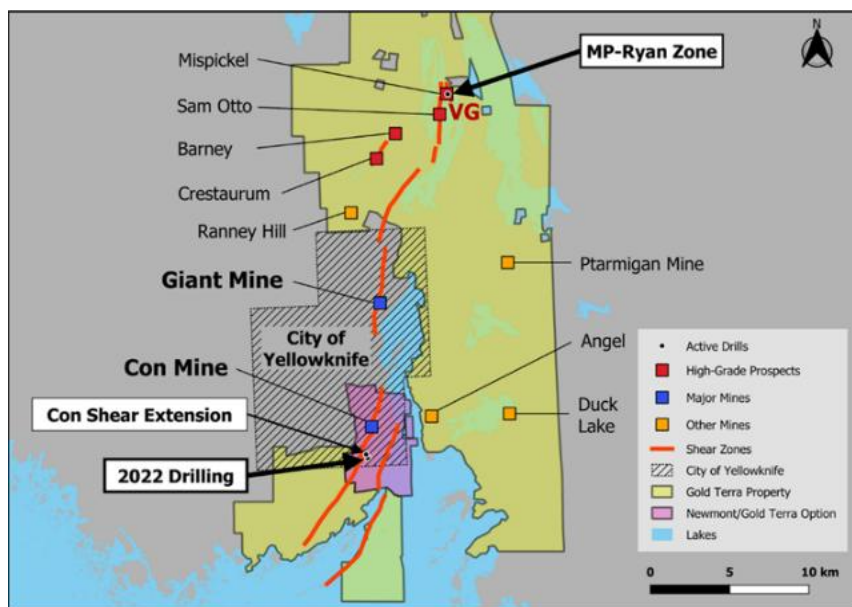 N
MP-Ryan Zone
Mispickel
Sam Otto
VG
Barney
Crestaurum
Ranney Hill
Ptarmigan Mine
Giant Mine
City of
Yellowknife
Angel
Con Mine
Duck
Lake
Con Shear Extension
2022 Drilling
Active Drills
High-Grade Prospects
Major Mines
Other Mines
Shear Zones
City of Yellowknife
Gold Terra Property
Newmont/Gold Terra Option
Lakes
0 5 10 km